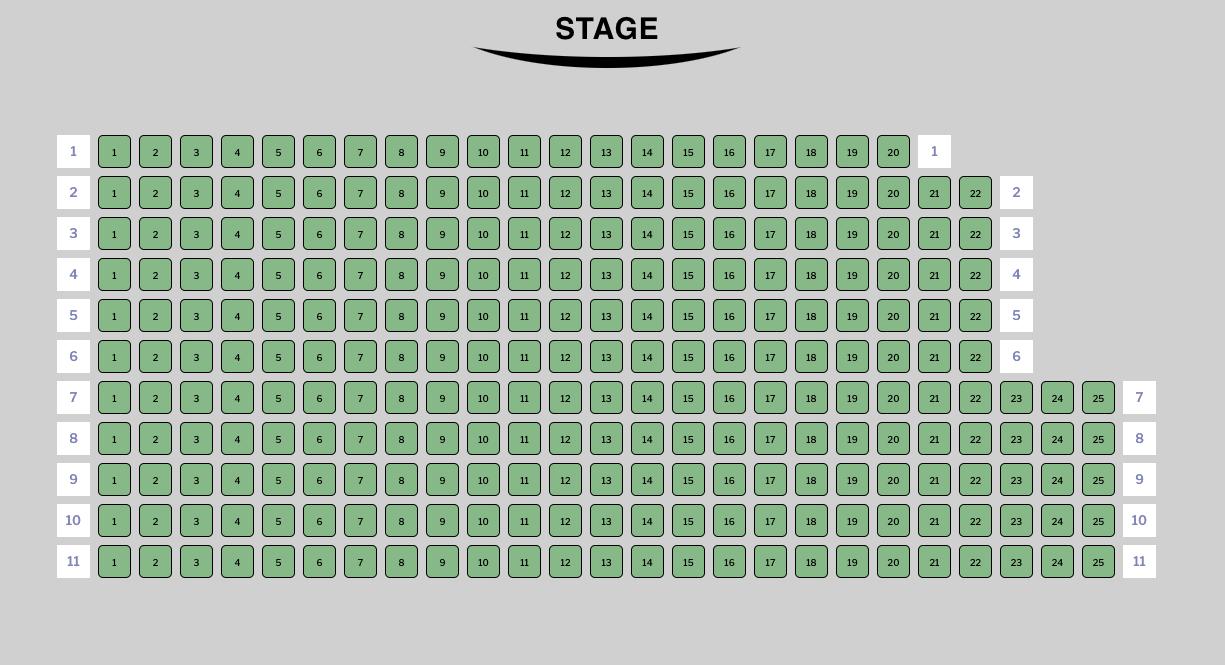 STAGE
1 1 2 3 4 5 6 7 8 9 10 11 12 13 14 15 16 17 18 19 20 1
2 1 2 3 4 5 6 7 8 9 10 11 12 13 14 15 16 17 18 19 20 21 22 2
3 1 2 3 4 5 6 7 8 9 10 11 12 13 14 15 16 17 18 19 20 21 22 3
4 1 2 3 4 5 6 7 8 9 10 11 12 13 14 15 16 17 18 19 20 21 22 4
5 1 2 3 4 5 6 7 8 9 10 11 12 13 14 15 16 17 18 19 20 21 22 5
6 1 2 3 4 5 6 7 8 9 10 11 12 13 14 15 16 17 18 19 20 21 22 6
7 1 2 3 4 5 6 7 8 9 10 11 12 13 14 15 16 17 18 19 20 21 22 23 24 25 7
8 1 2 3 4 5 6 7 8 9 10 11 12 13 14 15 16 17 18 19 20 21 22 23 24 25 8
9 1 2 3 4 5 6 7 8 9 10 11 12 13 14 15 16 17 18 19 20 21 22 23 24 25 9
10 1 2 3 4 5 6 7 8 9 10 11 12 13 14 15 16 17 18 19 20 21 22 23 24 25 10
11 1 2 3 4 5 6 7 8 9 10 11 12 13 14 15 16 17 18 19 20 21 22 23 24 25 11